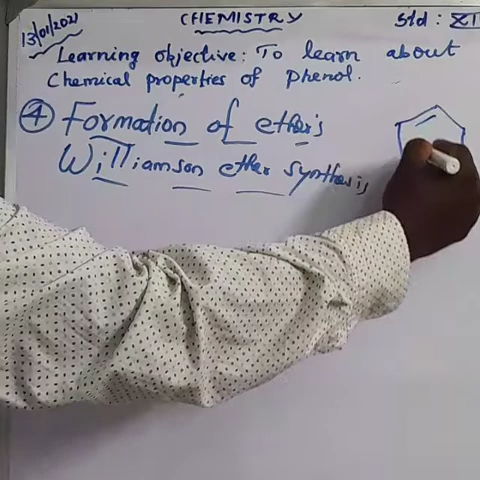 13/01/2021 CHEMISTRY Std: XI
Learning objective: To learn about
Chemical properties of phenol.
④ Formation of ether's
Williamson ether synthesis